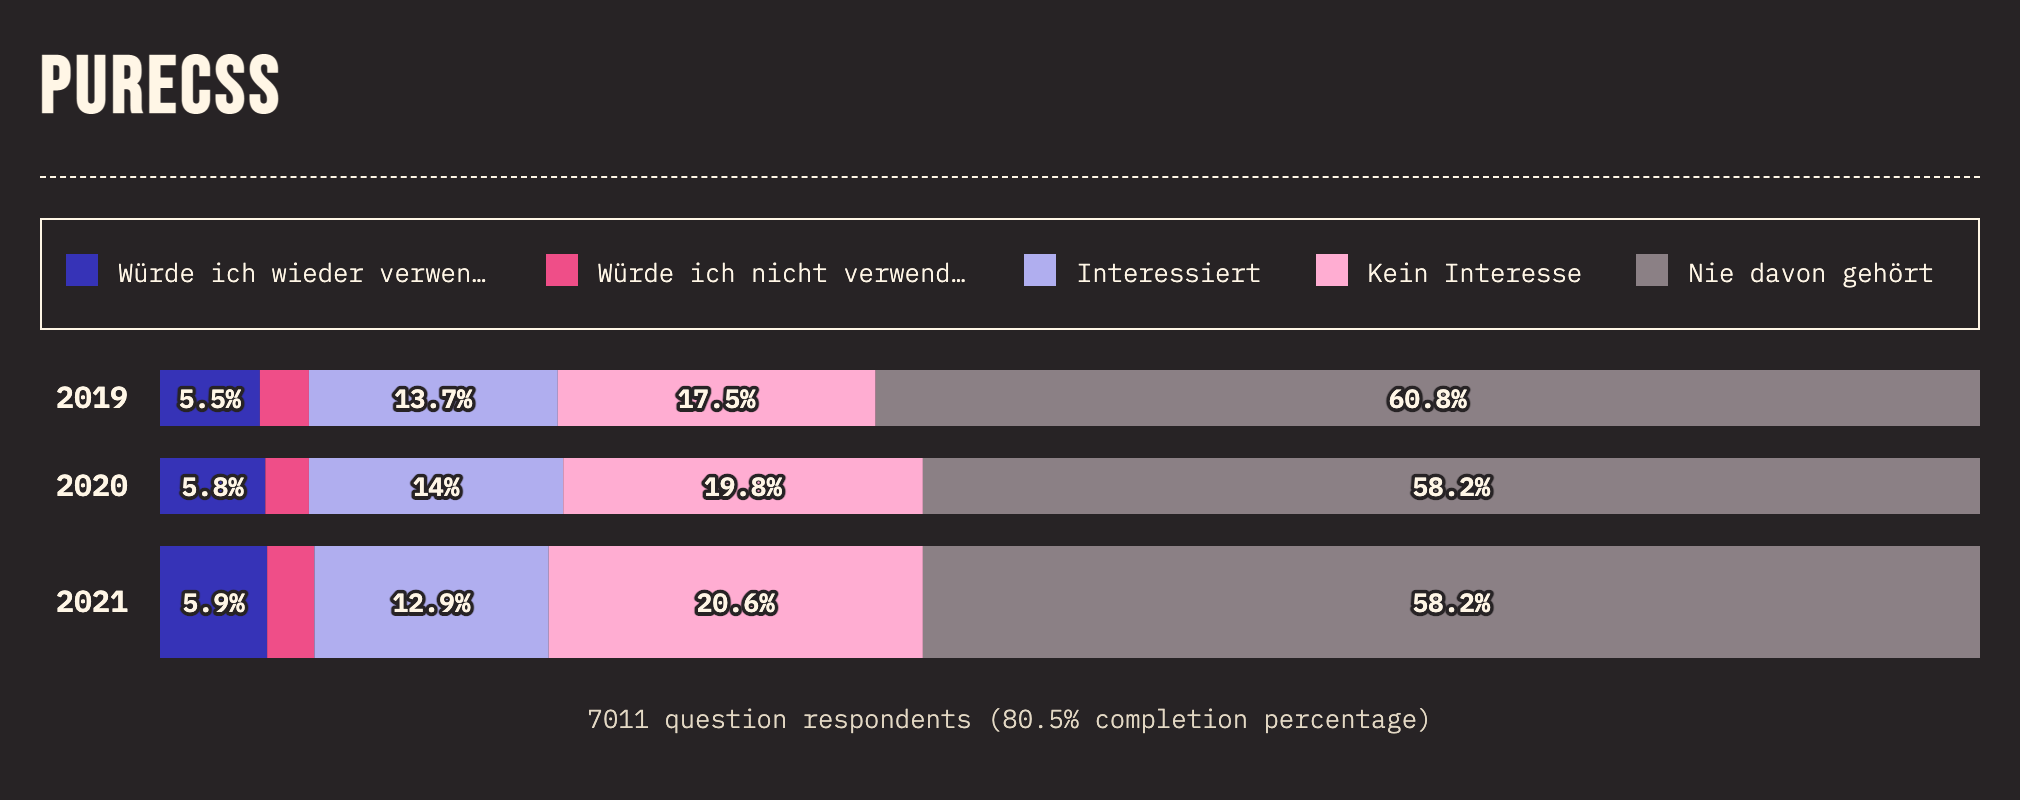 PURECSS
Würde ich wieder verwen… Würde ich nicht verwend… Interessiert Kein Interesse Nie davon gehört
2019 5.5% 13.7% 17.5% 60.8%
2020 5.8% 14% 19.8% 58.2%
2021 5.9% 12.9% 20.6% 58.2%
7011 question respondents (80.5% completion percentage)